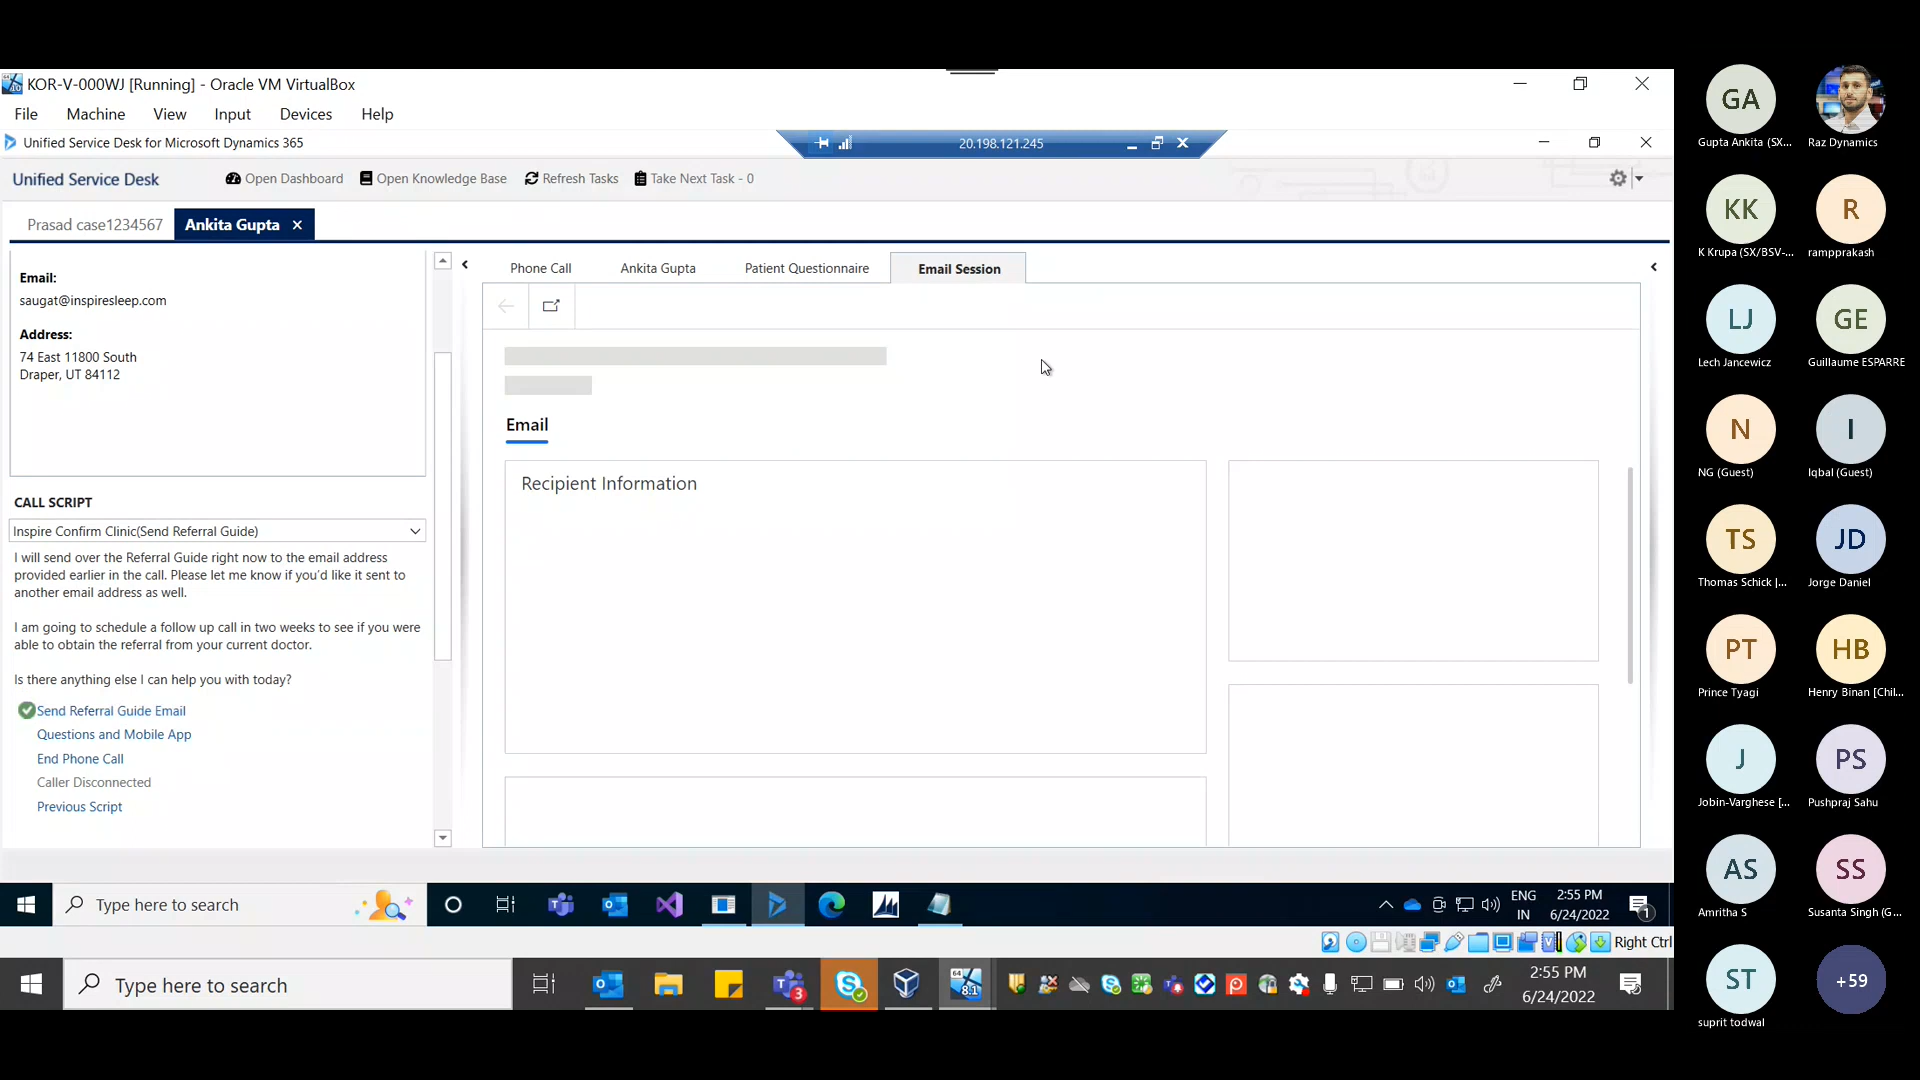 KOR-V-000WJ [Running] - Oracle VM VirtualBox
File Machine View Input Devices Help
Unified Service Desk for Microsoft Dynamics 365
20.198.121.245
Unified Service Desk
Open Dashboard
Open Knowledge Base
Refresh Tasks
Take Next Task - 0
Prasad case1234567
Ankita Gupta
Email:
saugat@inspiresleep.com
Address:
74 East 11800 South
Draper, UT 84112
CALL SCRIPT
Inspire Confirm Clinic(Send Referral Guide)
I will send over the Referral Guide right now to the email address
provided earlier in the call. Please let me know if you'd like it sent to
another email address as well.
I am going to schedule a follow up call in two weeks to see if you were
able to obtain the referral from your current doctor.
Is there anything else I can help you with today?
Send Referral Guide Email
Questions and Mobile App
End Phone Call
Caller Disconnected
Previous Script
Phone Call
Ankita Gupta
Patient Questionnaire
Email Session
Email
Recipient Information
Type here to search
ENG
IN
2:55 PM
6/24/2022
1
Right Ctrl
Type here to search
3
64
8.1
2:55 PM
6/24/2022
GA
Gupta Ankita (SX...
Raz Dynamics
KK
K Krupa (SX/BSV-...
R
rampprakash
LJ
Lech Jancewicz
GE
Guillaume ESPARRE
N
NG (Guest)
I
Iqbal (Guest)
TS
Thomas Schick |...
JD
Jorge Daniel
PT
Prince Tyagi
HB
Henry Binan [Chil...
J
Jobin-Varghese [...
PS
Pushpraj Sahu
AS
Amritha S
SS
Susanta Singh (G...
ST
suprit todwal
+59